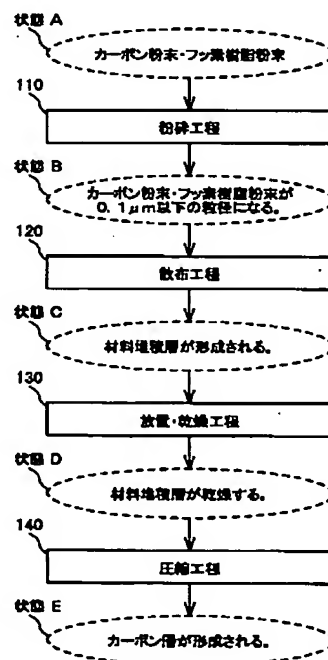 状態 A
カーボン粉末・フッ素樹脂粉末
110
粉砕工程
状態 B
カーボン粉末・フッ素樹脂粉末が
0.1μm以下の粒径になる。
120
散布工程
状態 C
材料堆積層が形成される。
130
放置・乾燥工程
状態 D
材料堆積層が乾燥する。
140
圧縮工程
状態 E
カーボン層が形成される。